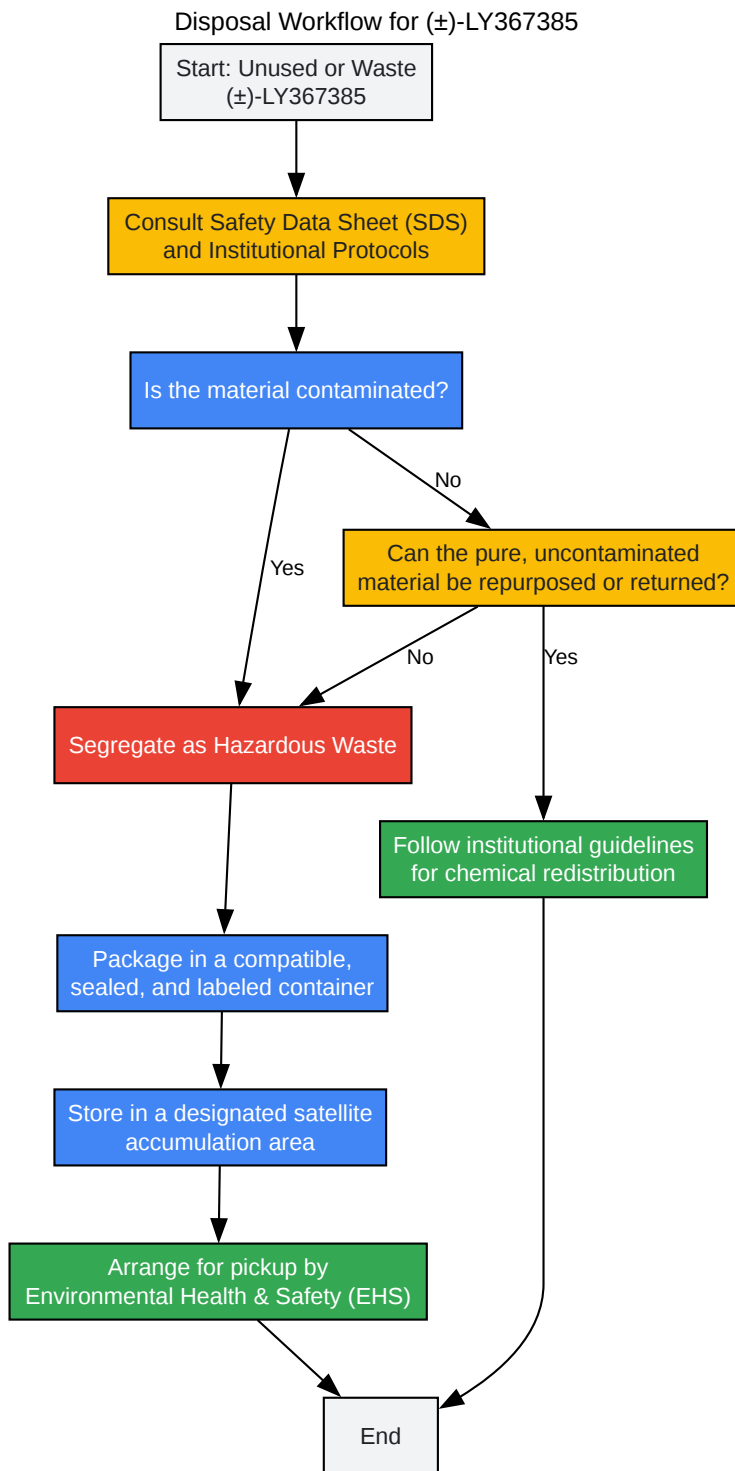 Disposal Workflow for (±)-LY367385
Start: Unused or Waste
(±)-LY367385
Consult Safety Data Sheet (SDS)
and Institutional Protocols
Is the material contaminated?
No
Can the pure, uncontaminated
material be repurposed or returned?
Yes
No
Yes
Segregate as Hazardous Waste
Follow institutional guidelines
for chemical redistribution
Package in a compatible,
sealed, and labeled container
Store in a designated satellite
accumulation area
Arrange for pickup by
Environmental Health & Safety (EHS)
End